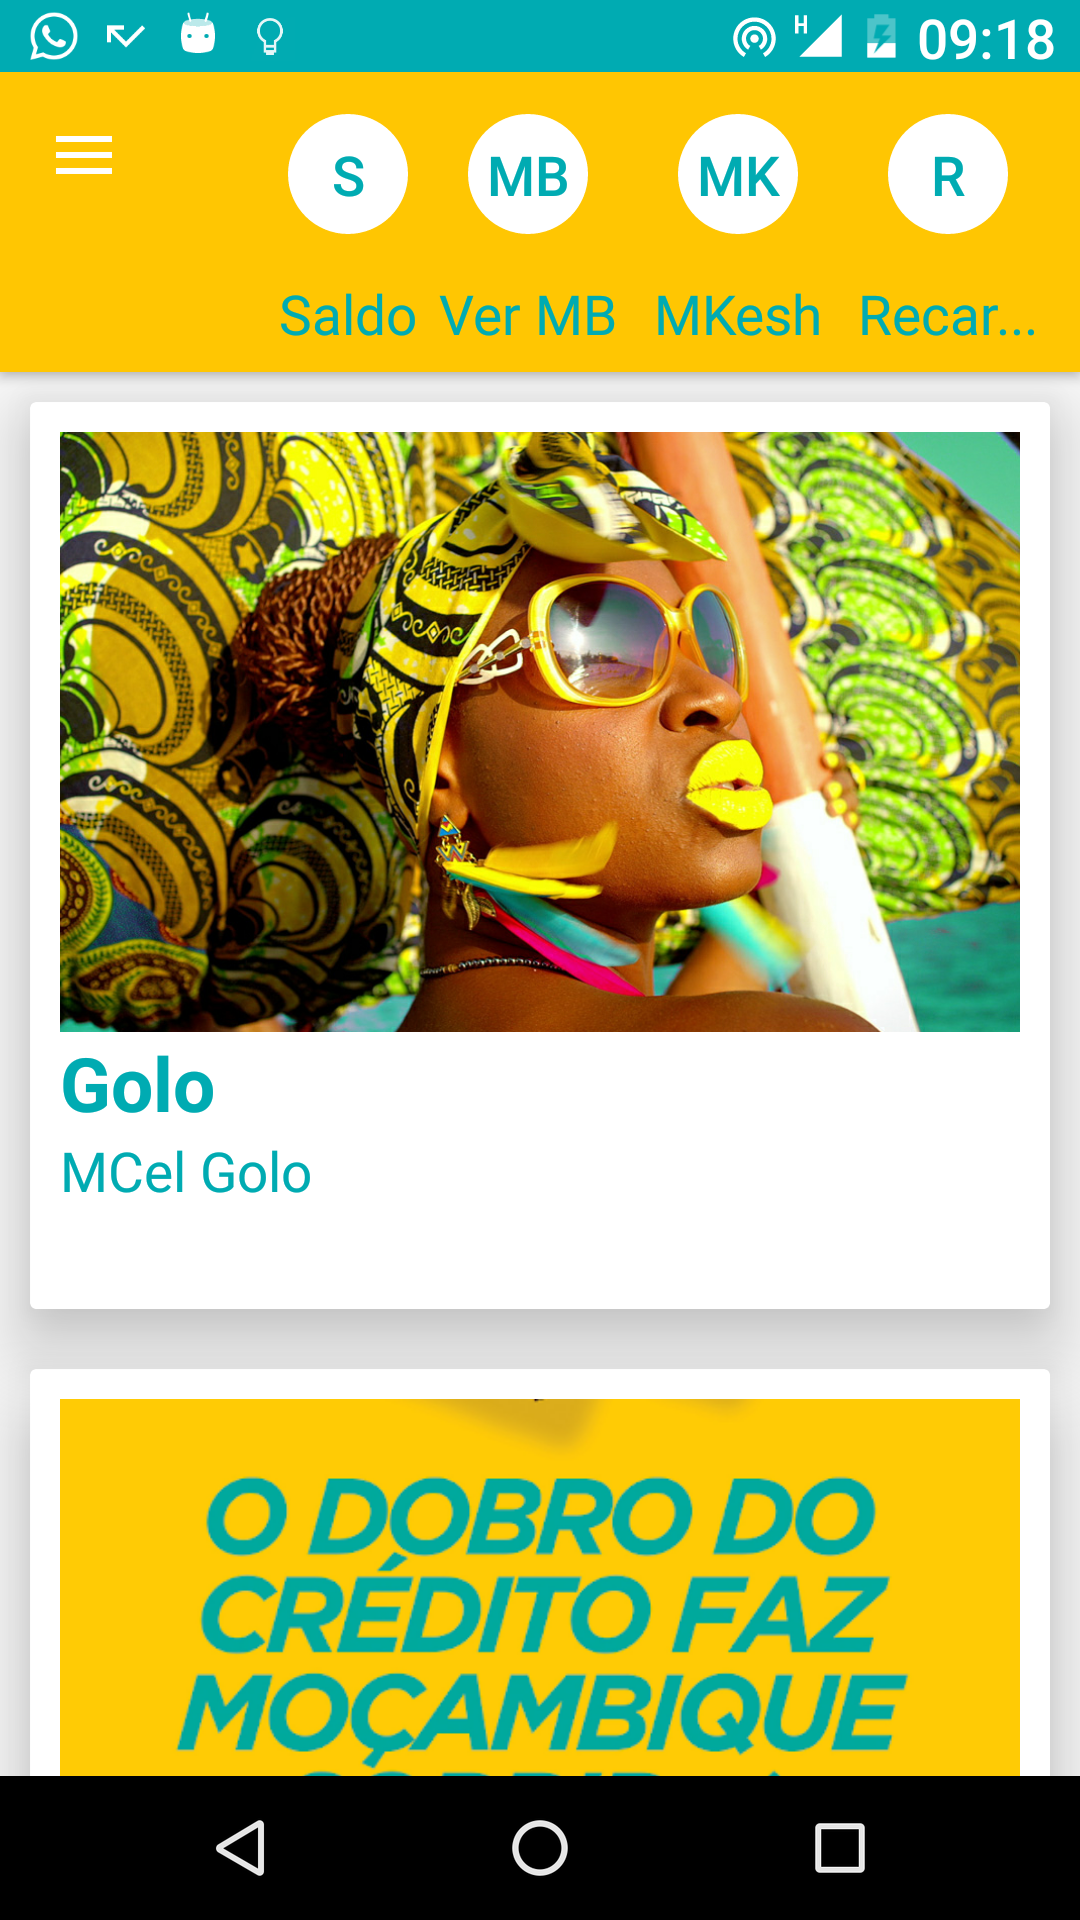 H 09:18
S MB MK R
Saldo Ver MB MKesh Recar...
Golo
MCel Golo
O DOBRO DO
CRÉDITO FAZ
MOÇAMBIQUE